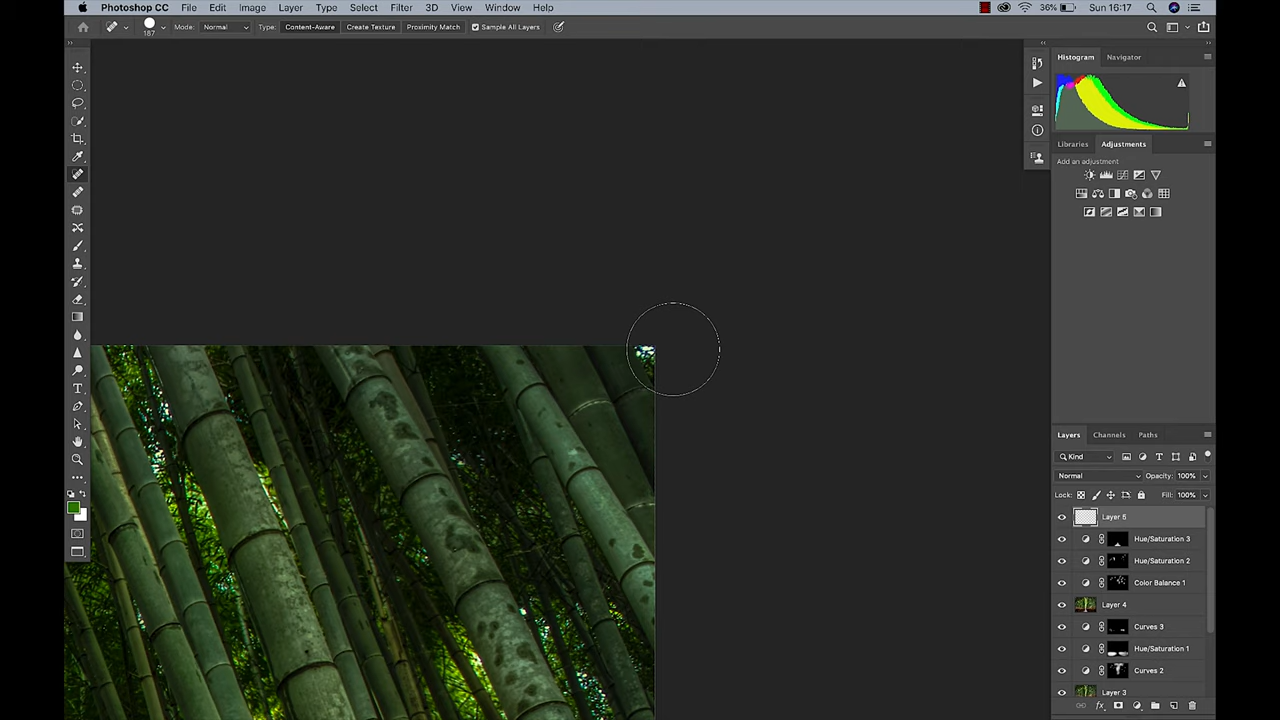 Photoshop CC File Edit Image Layer Type Select Filter 3D View Window Help 36% Sun 16:17
187 Mode: Normal Type: Content-Aware Create Texture Proximity Match Sample All Layers
Histogram Navigator
Libraries Adjustments
Add an adjustment
Layers Channels Paths
Kind
Normal Opacity: 100%
Lock: Fill: 100%
Layer 5
Hue/Saturation 3
Hue/Saturation 2
Color Balance 1
Layer 4
Curves 3
Hue/Saturation 1
Curves 2
Layer 3
fx